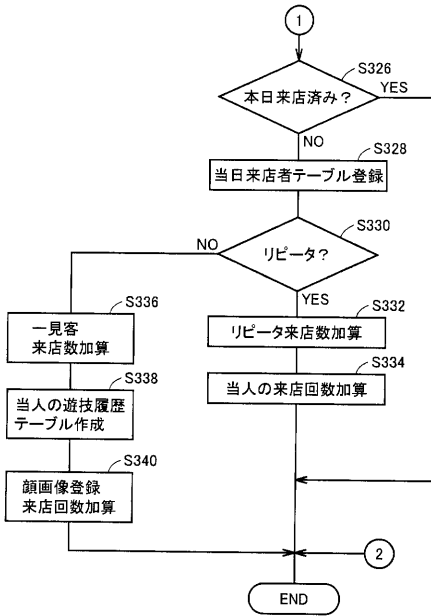 1
S326
本日来店済み？
YES
NO
S328
当日来店者テーブル登録
S330
リピータ？
NO
YES
S336
一見客
来店数加算
S332
リピータ来店数加算
S338
当人の遊技履歴
テーブル作成
S334
当人の来店回数加算
S340
顔画像登録
来店回数加算
2
END